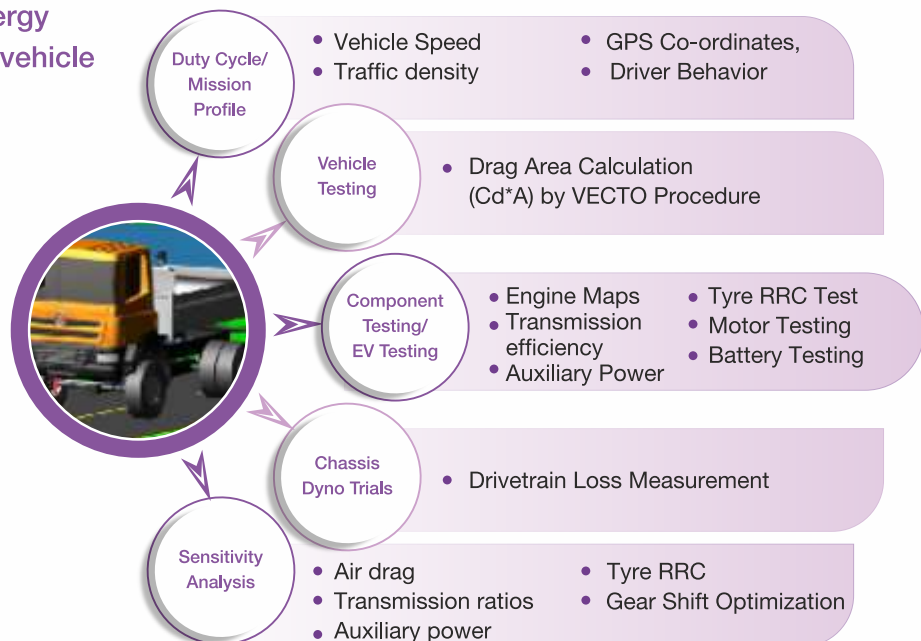 ergy
vehicle
Duty Cycle/
Mission
Profile
• Vehicle Speed
• Traffic density
• GPS Co-ordinates,
• Driver Behavior
Vehicle
Testing
• Drag Area Calculation
(Cd*A) by VECTO Procedure
Component
Testing/
EV Testing
• Engine Maps
• Transmission
efficiency
• Auxiliary Power
• Tyre RRC Test
• Motor Testing
• Battery Testing
Chassis
Dyno Trials
• Drivetrain Loss Measurement
Sensitivity
Analysis
• Air drag
• Transmission ratios
• Auxiliary power
• Tyre RRC
• Gear Shift Optimization